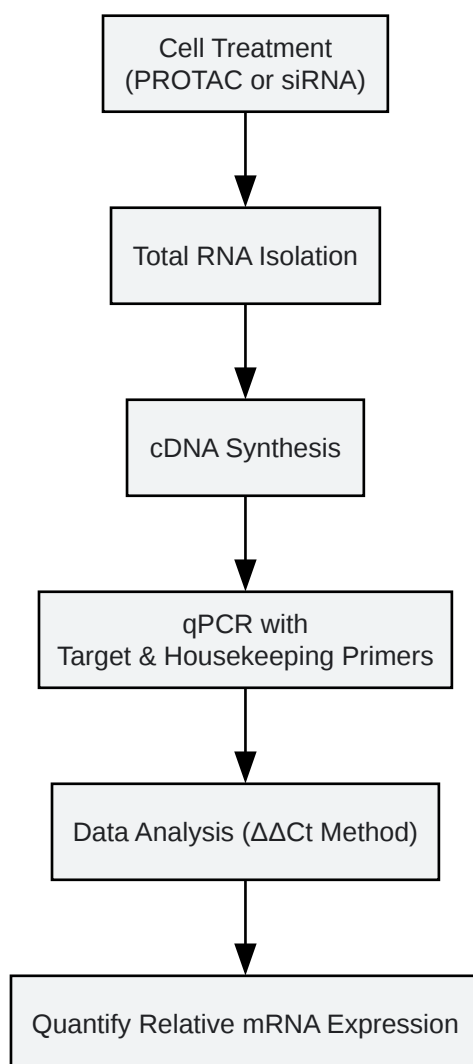 Cell Treatment
(PROTAC or siRNA)
Total RNA Isolation
cDNA Synthesis
qPCR with
Target & Housekeeping Primers
Data Analysis (ΔΔCt Method)
Quantify Relative mRNA Expression